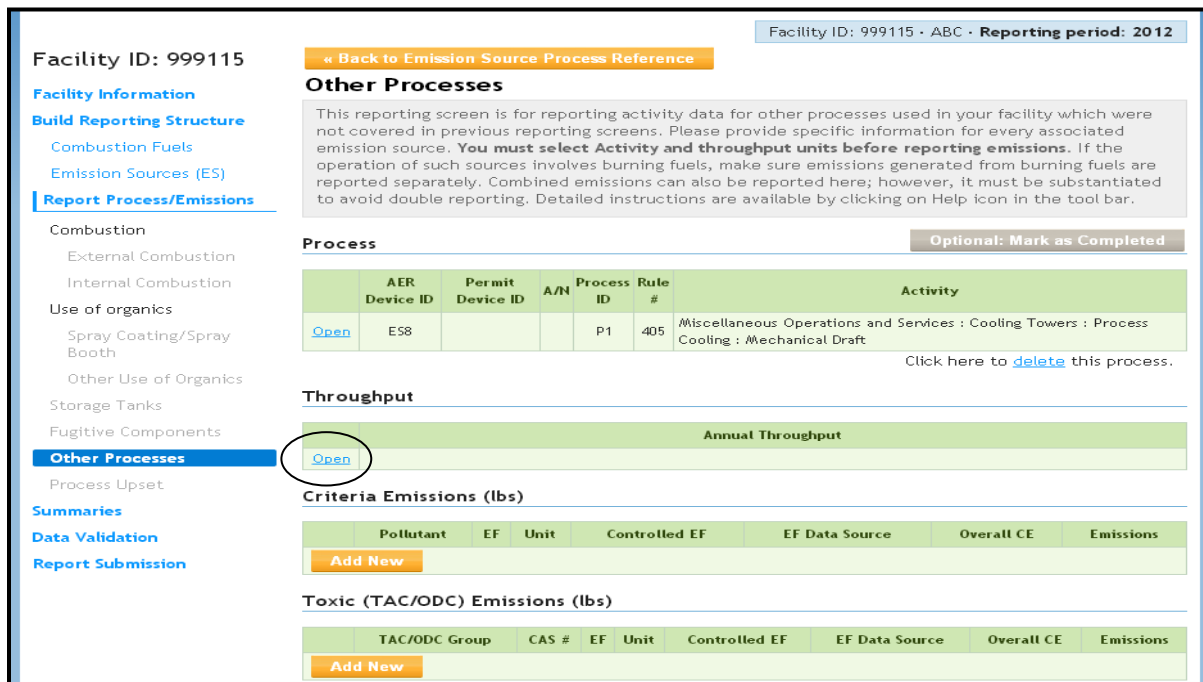 Facility ID: 999115 · ABC · Reporting period: 2012
Facility ID: 999115
Facility Information
Build Reporting Structure
Combustion Fuels
Emission Sources (ES)
Report Process/Emissions
Combustion
External Combustion
Internal Combustion
Use of organics
Spray Coating/Spray
Booth
Other Use of Organics
Storage Tanks
Fugitive Components
Other Processes
Process Upset
Summaries
Data Validation
Report Submission
« Back to Emission Source Process Reference
Other Processes
This reporting screen is for reporting activity data for other processes used in your facility which were
not covered in previous reporting screens. Please provide specific information for every associated
emission source. You must select Activity and throughput units before reporting emissions. If the
operation of such sources involves burning fuels, make sure emissions generated from burning fuels are
reported separately. Combined emissions can also be reported here; however, it must be substantiated
to avoid double reporting. Detailed instructions are available by clicking on Help icon in the tool bar.
Process
Optional: Mark as Completed
AER Device ID Permit Device ID A/N Process ID Rule # Activity
Open ES8 P1 405 Miscellaneous Operations and Services : Cooling Towers : Process
Cooling : Mechanical Draft
Click here to delete this process.
Throughput
Annual Throughput
Open
Criteria Emissions (lbs)
Pollutant EF Unit Controlled EF EF Data Source Overall CE Emissions
Add New
Toxic (TAC/ODC) Emissions (lbs)
TAC/ODC Group CAS # EF Unit Controlled EF EF Data Source Overall CE Emissions
Add New